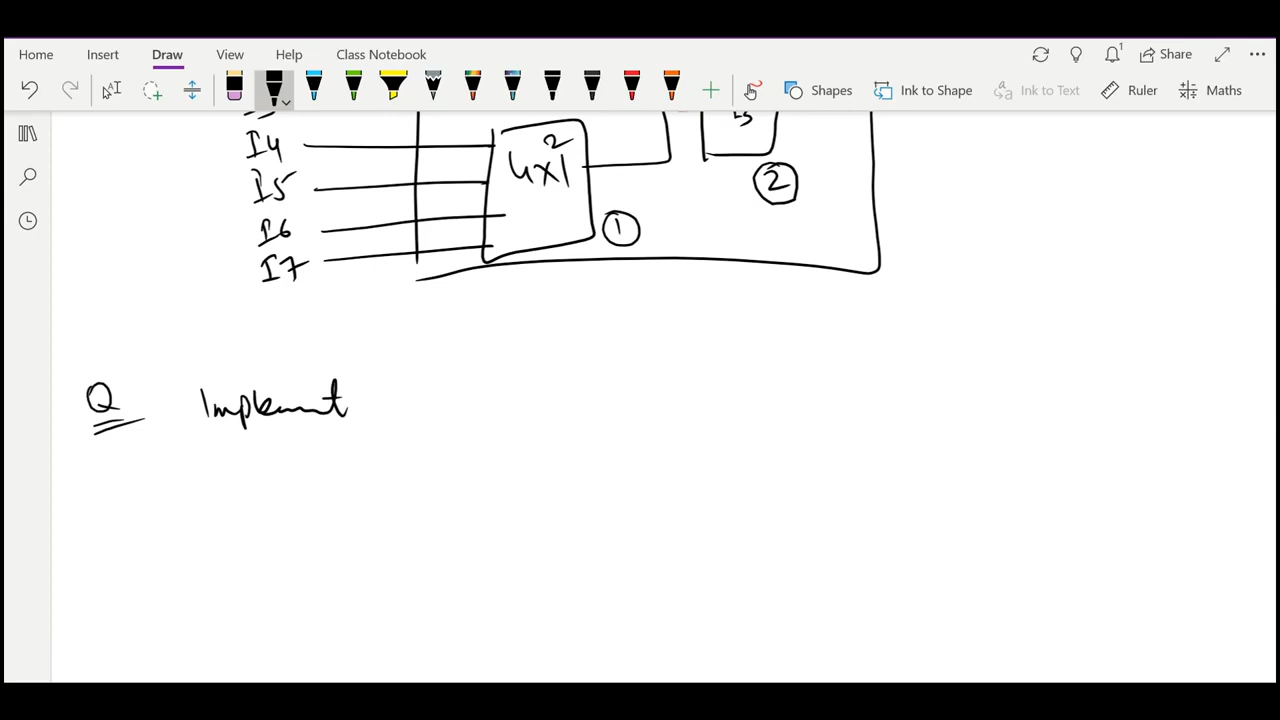 Home Insert Draw View Help Class Notebook 1 Share
Shapes Ink to Shape Ink to Text Ruler Maths
I4
I5
I6
I7
4x1
2
1
2
Q Implement